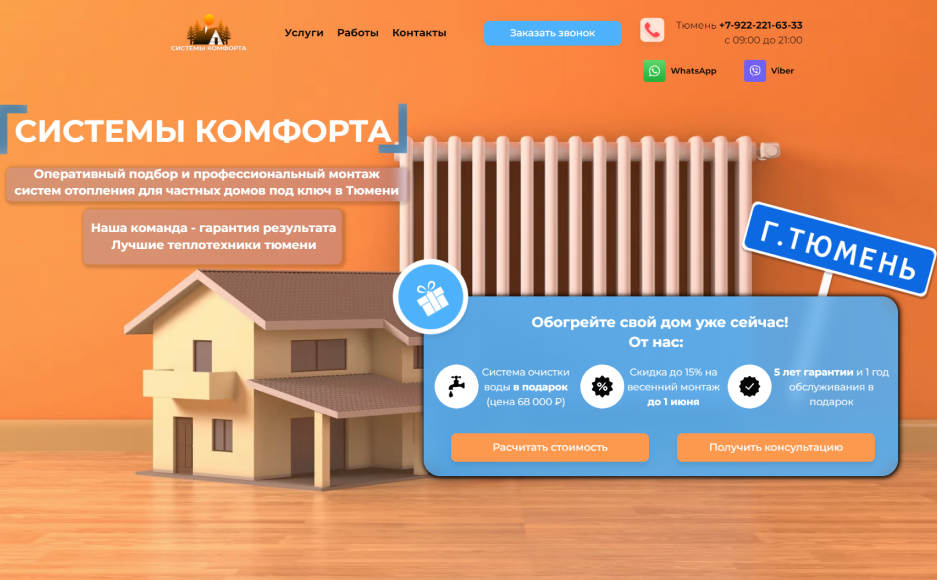 СИСТЕМЫ КОМФОРТА
Услуги Работы Контакты
Заказать звонок
Тюмень +7-922-221-63-33
с 09:00 до 21:00
WhatsApp
Viber
СИСТЕМЫ КОМФОРТА
Оперативный подбор и профессиональный монтаж
систем отопления для частных домов под ключ в Тюмени
Наша команда - гарантия результата
Лучшие теплотехники тюмени
Г.ТЮМЕНЬ
Обогрейте свой дом уже сейчас!
От нас:
Система очистки
воды в подарок
(цена 68 000 ₽)
%
Скидка до 15% на
весенний монтаж
до 1 июня
5 лет гарантии и 1 год
обслуживания в
подарок
Расчитать стоимость
Получить консультацию